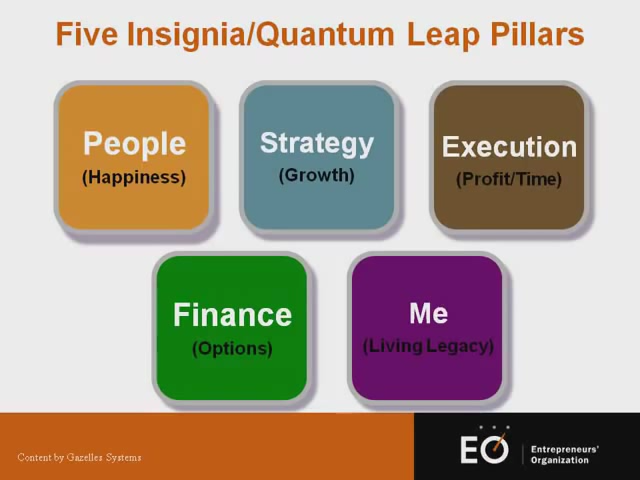 Five Insignia/Quantum Leap Pillars
People
(Happiness)
Strategy
(Growth)
Execution
(Profit/Time)
Finance
(Options)
Me
(Living Legacy)
Content by Gazelles Systems
EO
Entrepreneurs'
Organization